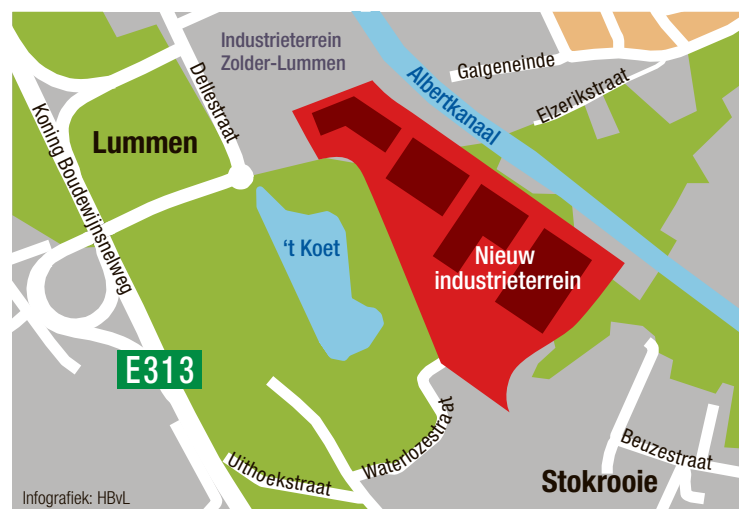 Industrieterrein
Zolder-Lummen
Galgeneinde
Elzerikstraat
Albertkanaal
Dellestraat
Koning Boudewijnsnelweg
Lummen
't Koet
Nieuw
industrieterrein
E313
Uithoekstraat
Waterlozestraat
Beuzestraat
Stokrooie
Infografiek: HBvL